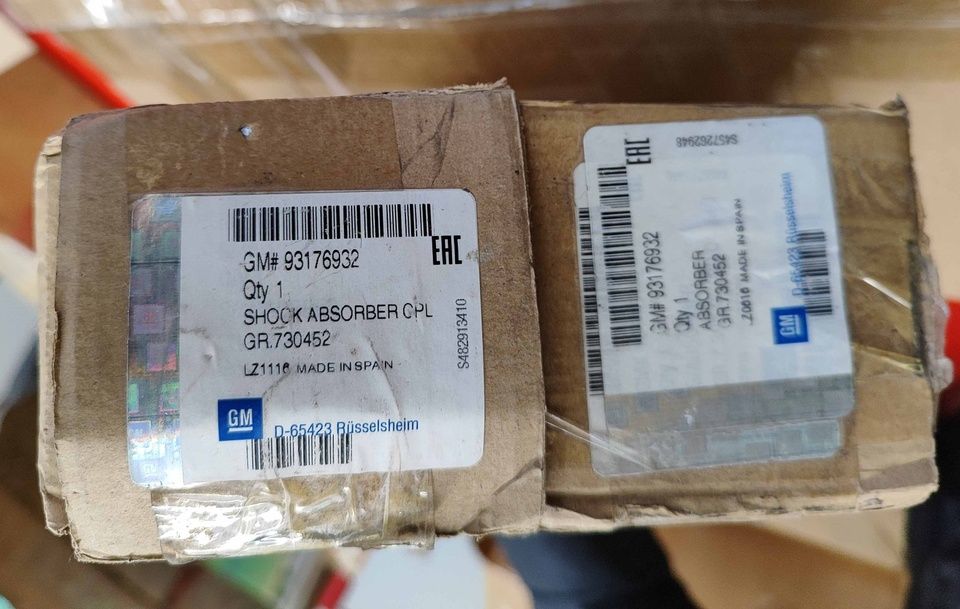 EAC
GM# 93176932
Qty 1
SHOCK ABSORBER CPL
GR.730452
LZ1116 MADE IN SPAIN
S482913410
GM
D-65423 Rüsselsheim
S457262948
EAC
GM# 93176932
Qty 1
ABSORBER
GR.730452
MADE IN SPAIN
GM
D-65423 Rüsselsheim